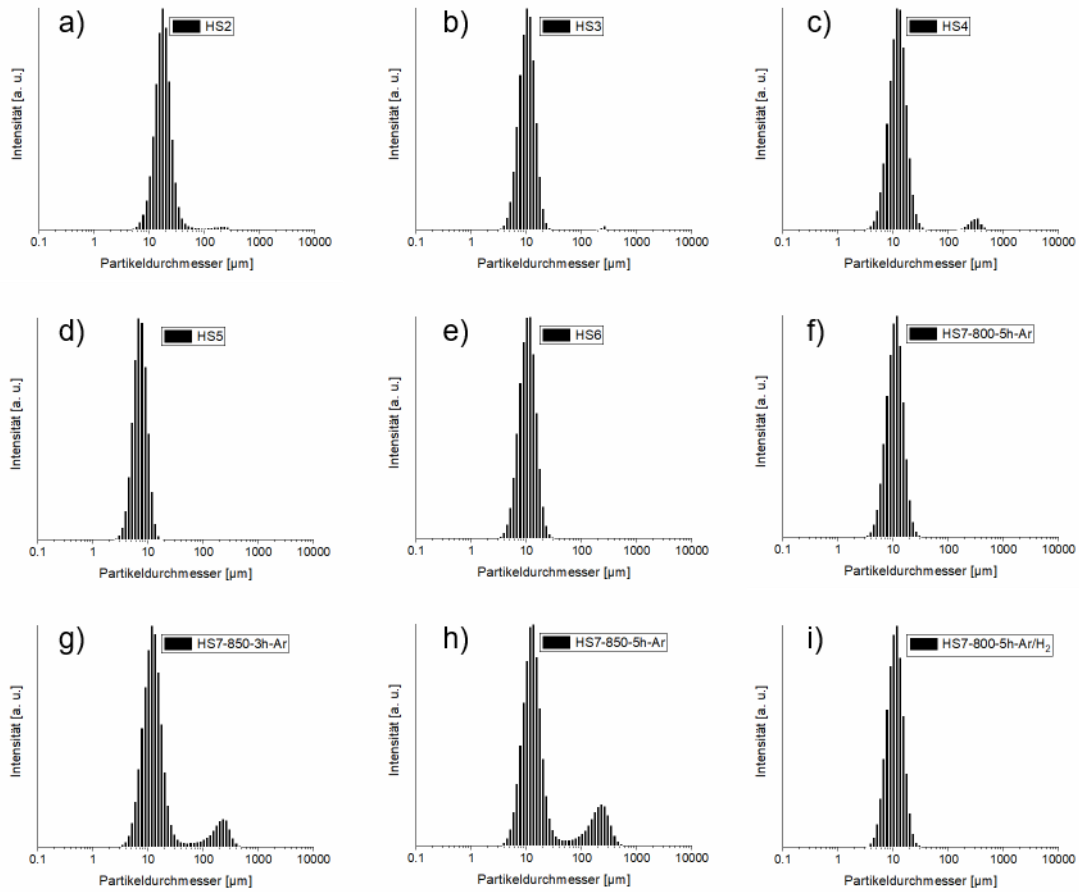 a)
HS2
Intensität [a. u.]
0.1 1 10 100 1000 10000
Partikeldurchmesser [µm]
b)
HS3
Intensität [a. u.]
0.1 1 10 100 1000 10000
Partikeldurchmesser [µm]
c)
HS4
Intensität [a. u.]
0.1 1 10 100 1000 10000
Partikeldurchmesser [µm]
d)
HS5
Intensität [a. u.]
0.1 1 10 100 1000 10000
Partikeldurchmesser [µm]
e)
HS6
Intensität [a. u.]
0.1 1 10 100 1000 10000
Partikeldurchmesser [µm]
f)
HS7-800-5h-Ar
Intensität [a. u.]
0.1 1 10 100 1000 10000
Partikeldurchmesser [µm]
g)
HS7-850-3h-Ar
Intensität [a. u.]
0.1 1 10 100 1000 10000
Partikeldurchmesser [µm]
h)
HS7-850-5h-Ar
Intensität [a. u.]
0.1 1 10 100 1000 10000
Partikeldurchmesser [µm]
i)
HS7-800-5h-Ar/H₂
Intensität [a. u.]
0.1 1 10 100 1000 10000
Partikeldurchmesser [µm]